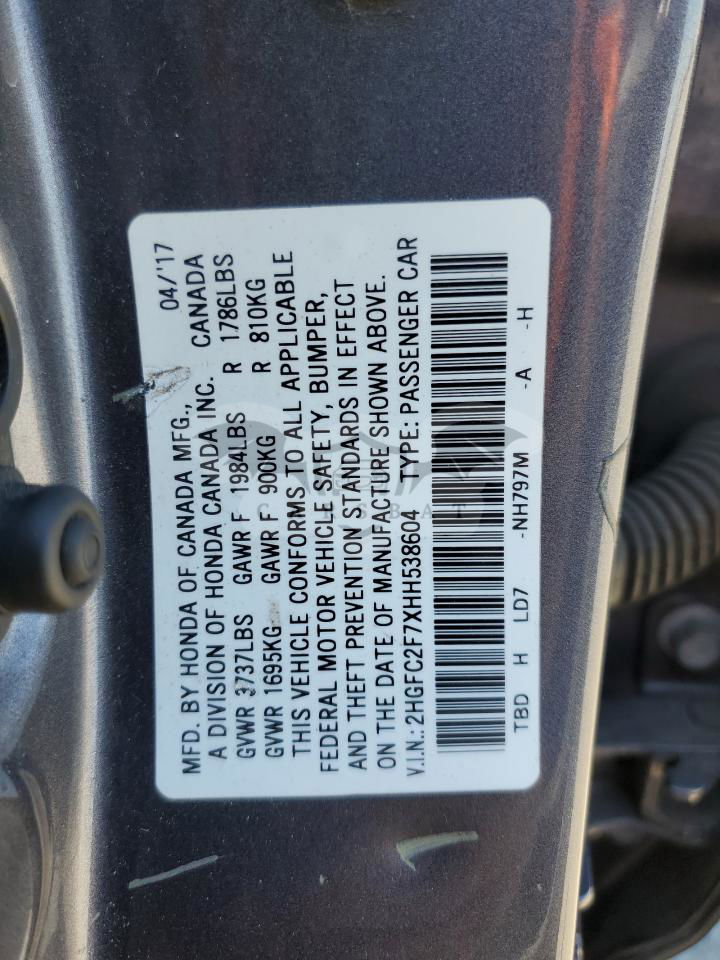 MFD. BY HONDA OF CANADA MFG., 04/'17
A DIVISION OF HONDA CANADA INC. CANADA
GVWR 3737LBS GAWR F 1984LBS R 1786LBS
GVWR 1695KG GAWR F 900KG R 810KG
THIS VEHICLE CONFORMS TO ALL APPLICABLE
FEDERAL MOTOR VEHICLE SAFETY, BUMPER,
AND THEFT PREVENTION STANDARDS IN EFFECT
ON THE DATE OF MANUFACTURE SHOWN ABOVE.
V.I.N.: 2HGFC2F7XHH538604 TYPE: PASSENGER CAR
TBD H LD7 -NH797M -A -H